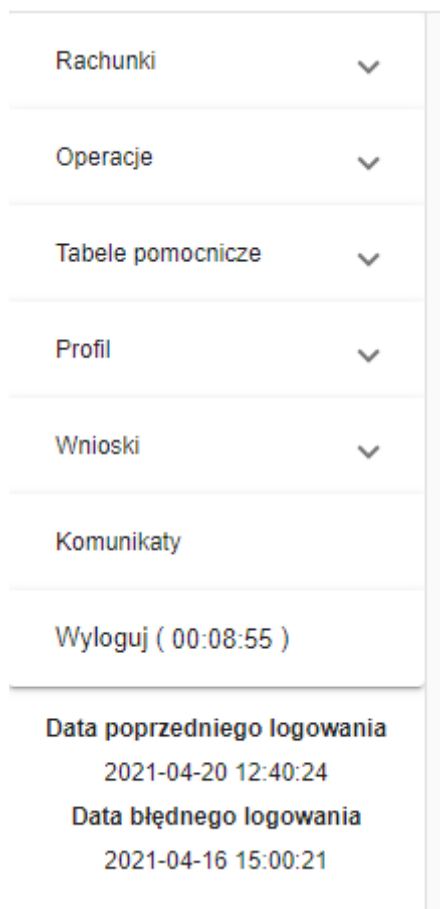 Rachunki
Operacje
Tabele pomocnicze
Profil
Wnioski
Komunikaty
Wyloguj ( 00:08:55 )
Data poprzedniego logowania
2021-04-20 12:40:24
Data błędnego logowania
2021-04-16 15:00:21